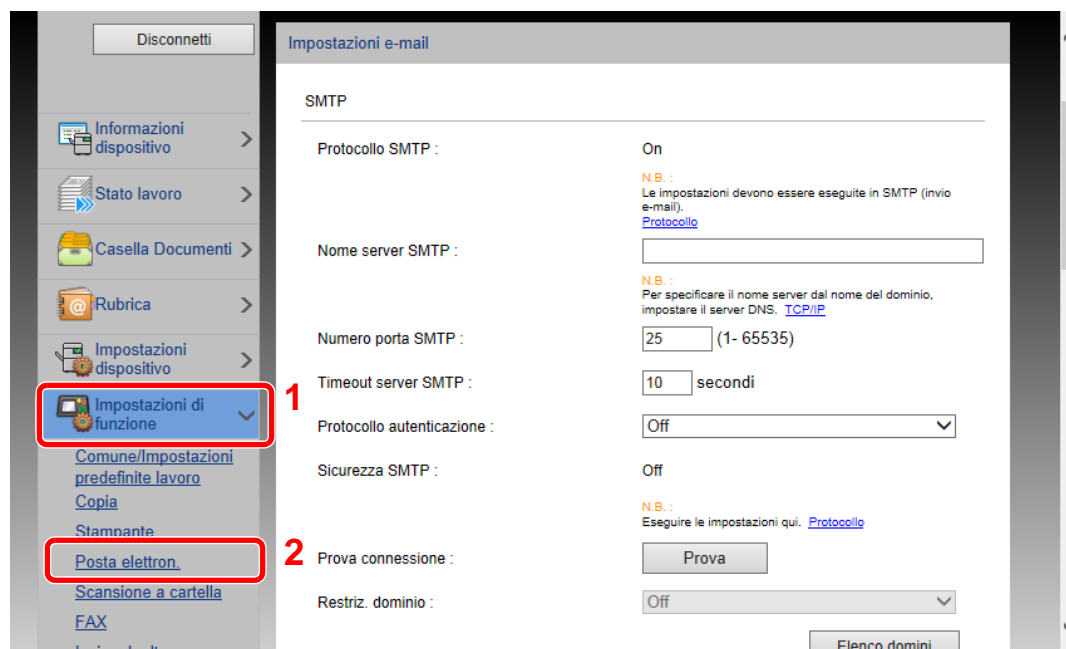 Disconnetti
Informazioni
dispositivo
Stato lavoro
Casella Documenti
Rubrica
Impostazioni
dispositivo
Impostazioni di
funzione
1
Comune/Impostazioni
predefinite lavoro
Copia
Stampante
Posta elettron.
2
Scansione a cartella
FAX
Impostazioni e-mail
SMTP
Protocollo SMTP :
On
N.B. :
Le impostazioni devono essere eseguite in SMTP (invio
e-mail).
Protocollo
Nome server SMTP :
N.B. :
Per specificare il nome server dal nome del dominio,
impostare il server DNS. TCP/IP
Numero porta SMTP :
25 (1- 65535)
Timeout server SMTP :
10 secondi
Protocollo autenticazione :
Off
Sicurezza SMTP :
Off
N.B. :
Eseguire le impostazioni qui. Protocollo
Prova connessione :
Prova
Restriz. dominio :
Off
Elenco domini